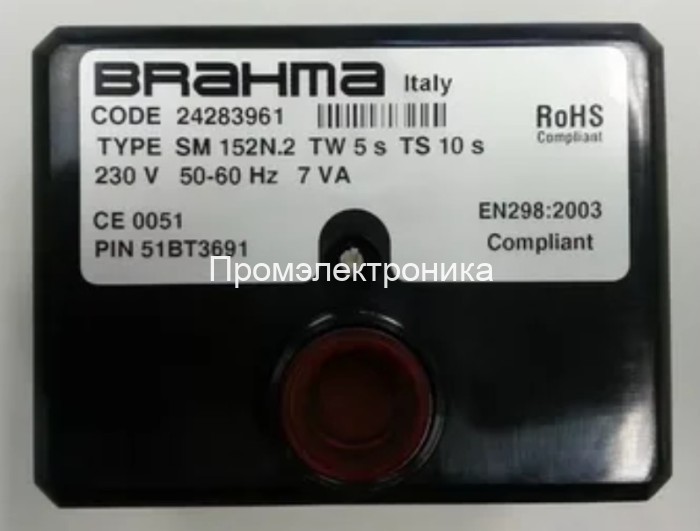 BRAHMA Italy
CODE 24283961
RoHS
Compliant
TYPE SM 152N.2 TW 5 s TS 10 s
230 V 50-60 Hz 7 VA
CE 0051
EN298:2003
PIN 51BT3691
Compliant
Промэлектроника